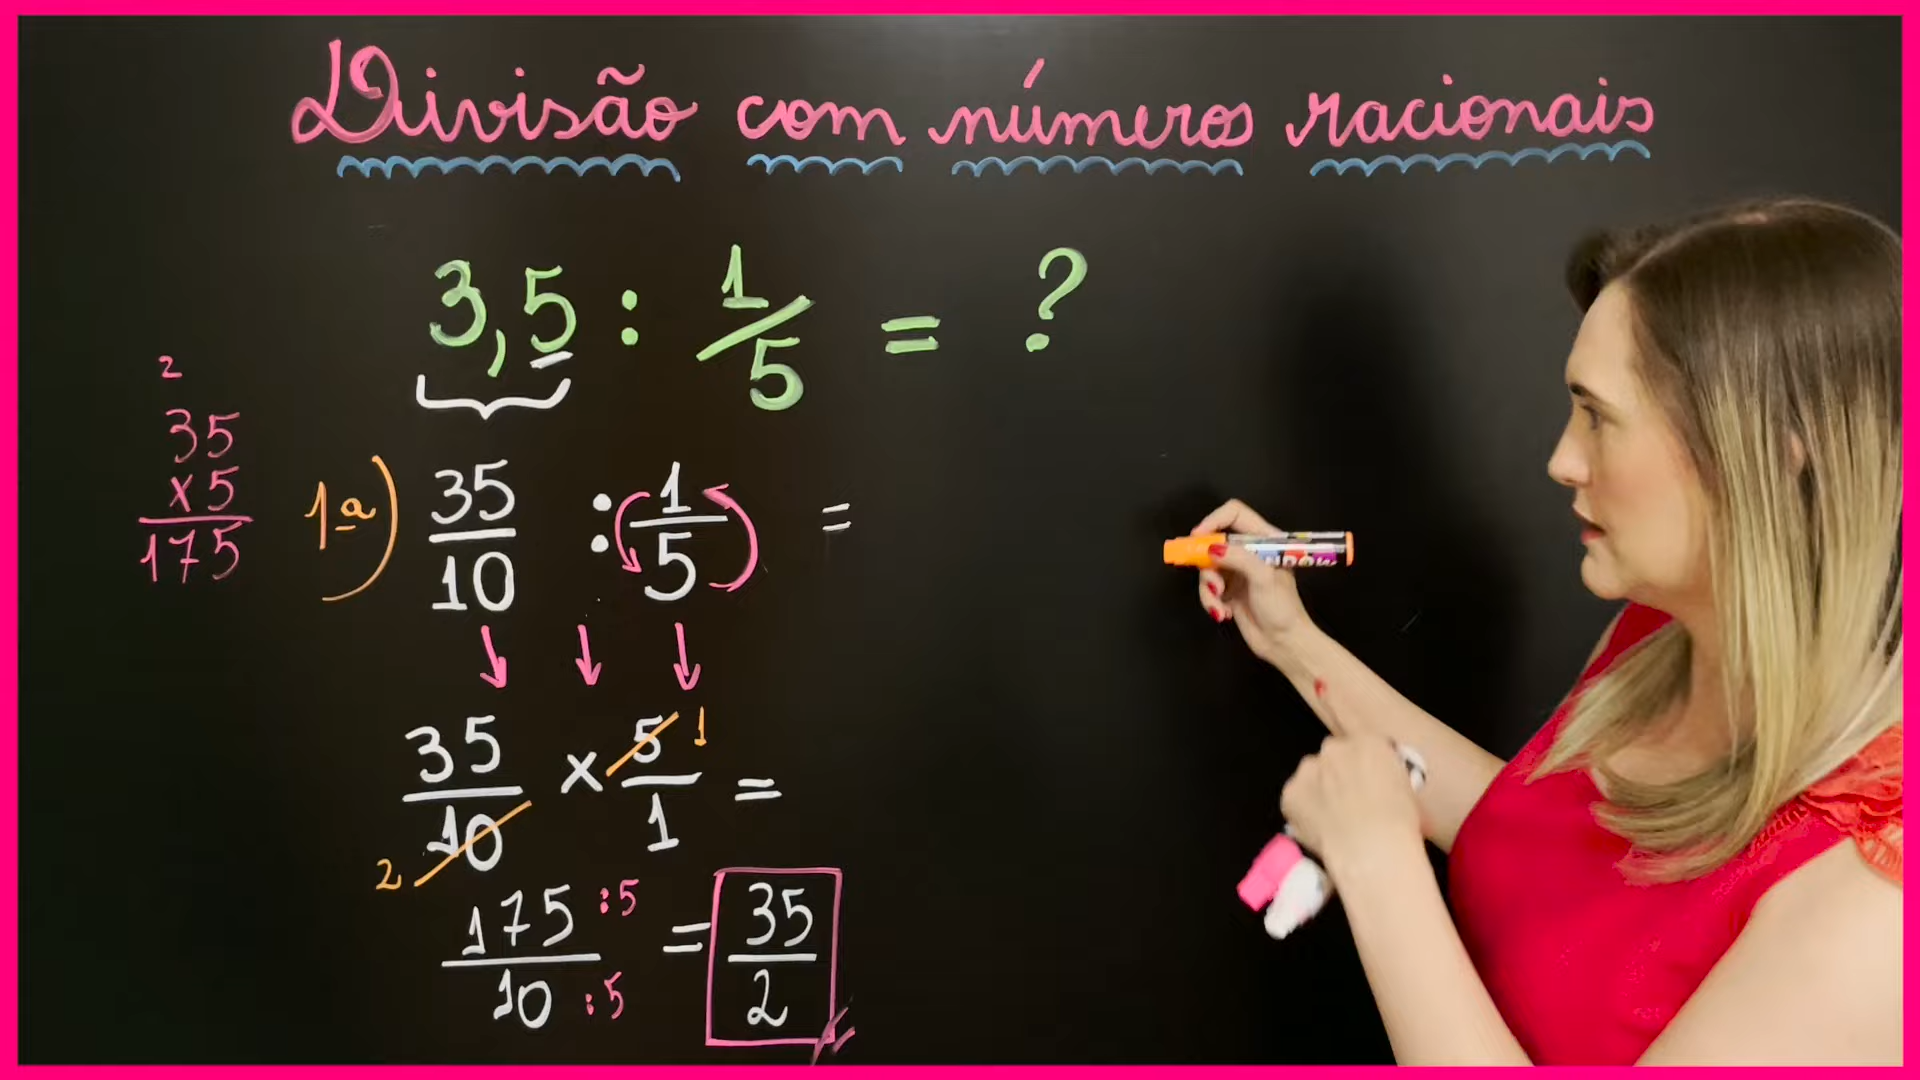 Divisão com números racionais
3,5 : 1/5 = ?
2
35
x5
175
1ª) 35/10 : 1/5 =
35/10 x 5/1 =
1
2
175/10 :5 :5 = 35/2